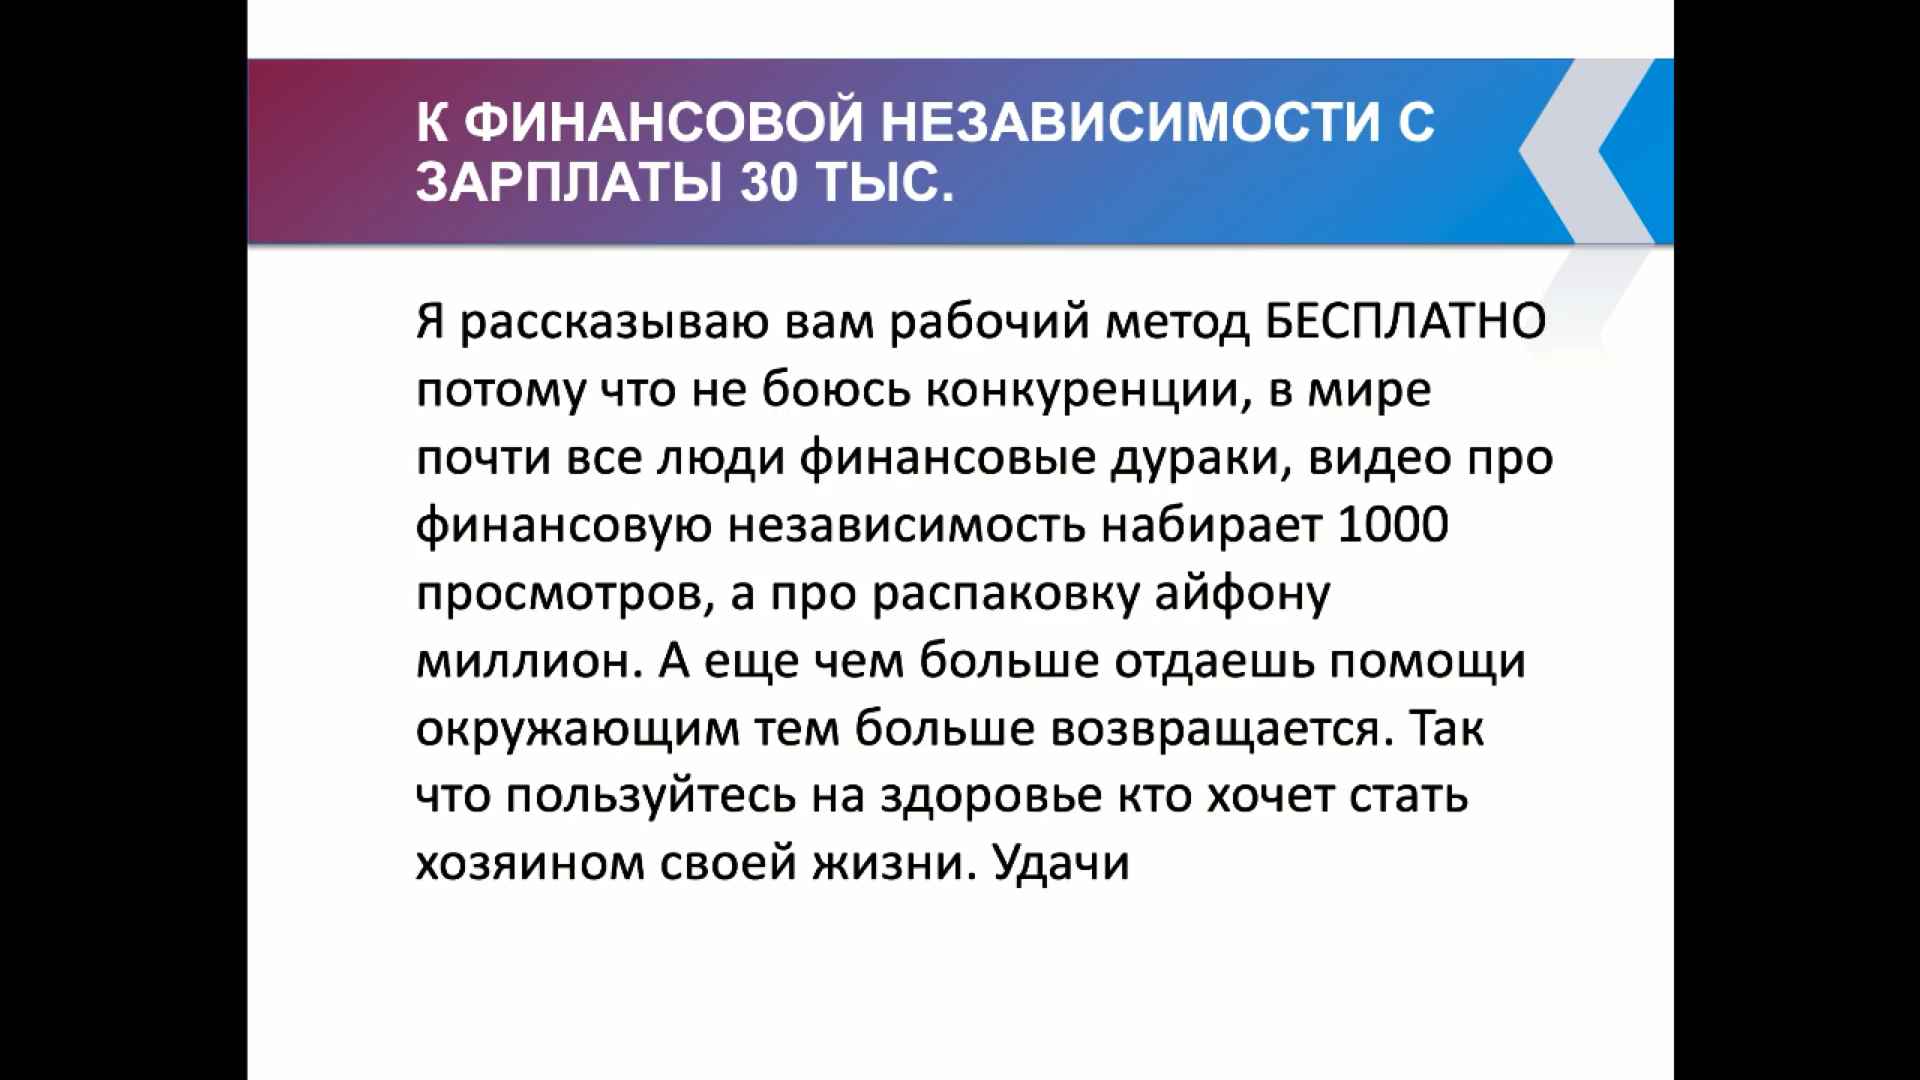 К ФИНАНСОВОЙ НЕЗАВИСИМОСТИ С
ЗАРПЛАТЫ 30 ТЫС.
Я рассказываю вам рабочий метод БЕСПЛАТНО
потому что не боюсь конкуренции, в мире
почти все люди финансовые дураки, видео про
финансовую независимость набирает 1000
просмотров, а про распаковку айфону
миллион. А еще чем больше отдаешь помощи
окружающим тем больше возвращается. Так
что пользуйтесь на здоровье кто хочет стать
хозяином своей жизни. Удачи